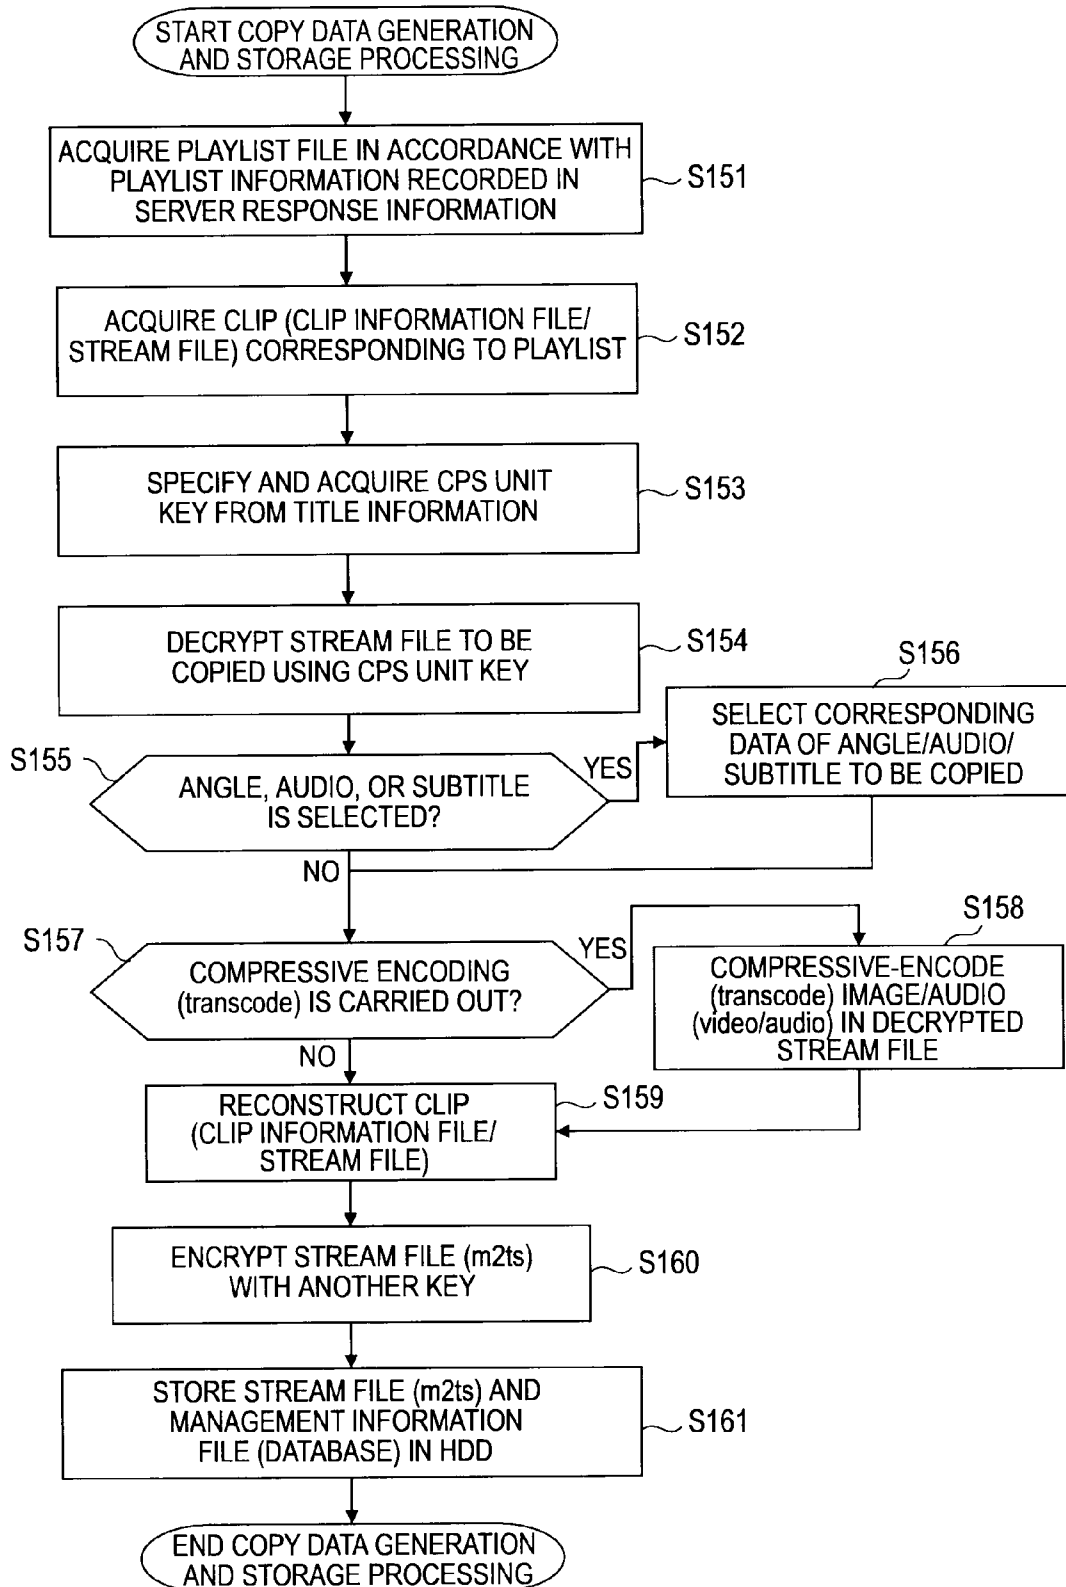 START COPY DATA GENERATION
AND STORAGE PROCESSING
ACQUIRE PLAYLIST FILE IN ACCORDANCE WITH
PLAYLIST INFORMATION RECORDED IN
SERVER RESPONSE INFORMATION
S151
ACQUIRE CLIP (CLIP INFORMATION FILE/
STREAM FILE) CORRESPONDING TO PLAYLIST
S152
SPECIFY AND ACQUIRE CPS UNIT
KEY FROM TITLE INFORMATION
S153
DECRYPT STREAM FILE TO BE
COPIED USING CPS UNIT KEY
S154
S155
ANGLE, AUDIO, OR SUBTITLE
IS SELECTED?
YES
NO
S156
SELECT CORRESPONDING
DATA OF ANGLE/AUDIO/
SUBTITLE TO BE COPIED
S157
COMPRESSIVE ENCODING
(transcode) IS CARRIED OUT?
YES
NO
S158
COMPRESSIVE-ENCODE
(transcode) IMAGE/AUDIO
(video/audio) IN DECRYPTED
STREAM FILE
RECONSTRUCT CLIP
(CLIP INFORMATION FILE/
STREAM FILE)
S159
ENCRYPT STREAM FILE (m2ts)
WITH ANOTHER KEY
S160
STORE STREAM FILE (m2ts) AND
MANAGEMENT INFORMATION
FILE (DATABASE) IN HDD
S161
END COPY DATA GENERATION
AND STORAGE PROCESSING